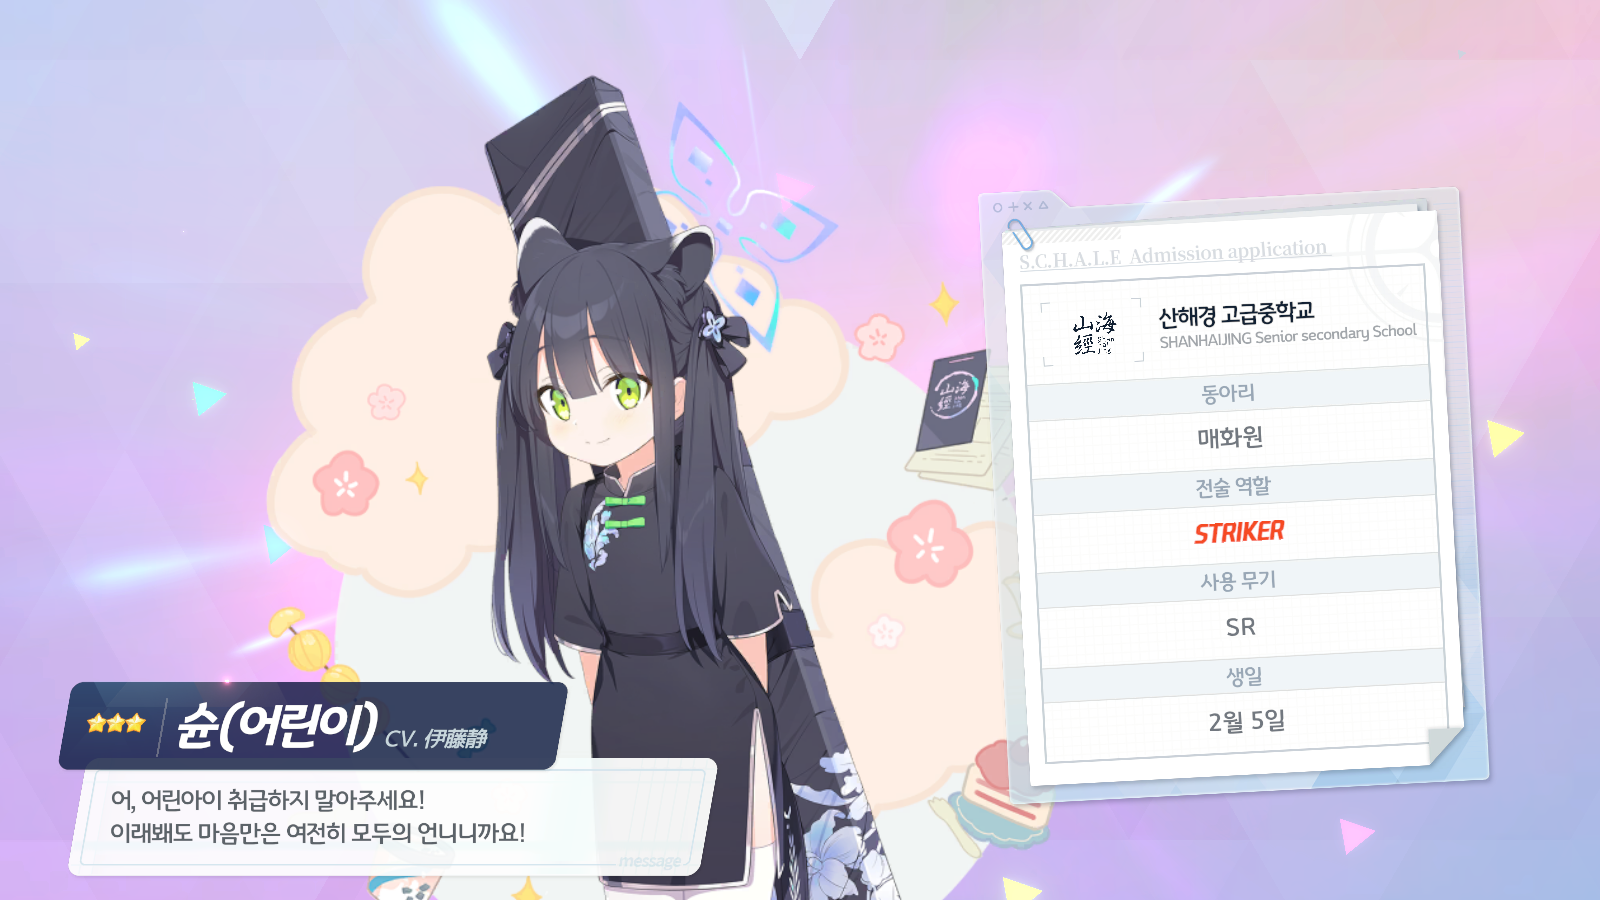 S.C.H.A.L.E Admission application
山海
經
산해경 고급중학교
SHANHAIJING Senior secondary School
동아리
매화원
전술 역할
STRIKER
사용 무기
SR
생일
2월 5일
山海
經
슌(어린이) CV. 伊藤静
어, 어린아이 취급하지 말아주세요!
이래봬도 마음만은 여전히 모두의 언니니까요!
message